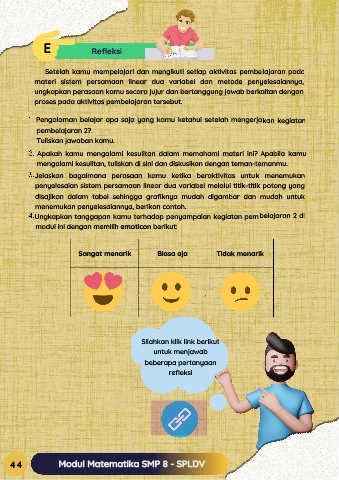 E
Refleksi
Setelah kamu mempelajari dan mengikuti setiap aktivitas pembelajaran pada
materi sistem persamaan linear dua variabel dan metode penyelesaiannya,
ungkapkan perasaan kamu secara jujur dan bertanggung jawab berkaitan dengan
proses pada aktivitas pembelajaran tersebut.
1. Pengalaman belajar apa saja yang kamu ketahui setelah mengerjakan kegiatan
pembelajaran 2?
Tuliskan jawaban kamu.
2. Apakah kamu mengalami kesulitan dalam memahami materi ini? Apabila kamu
mengalami kesulitan, tuliskan di sini dan diskusikan dengan teman-temanmu.
3. Jelaskan bagaimana perasaan kamu ketika beraktivitas untuk menemukan
penyelesaian sistem persamaan linear dua variabel melalui titik-titik potong yang
disajikan dalam tabel sehingga grafiknya mudah digambar dan mudah untuk
menemukan penyelesaiannya, berikan contoh.
4. Ungkapkan tanggapan kamu terhadap penyampaian kegiatan pembelajaran 2 di
modul ini dengan memilih emoticon berikut:
Sangat menarik Biasa aja Tidak menarik
Silahkan klik link berikut
untuk menjawab
beberapa pertanyaan
refleksi
44 Modul Matematika SMP 8 - SPLDV